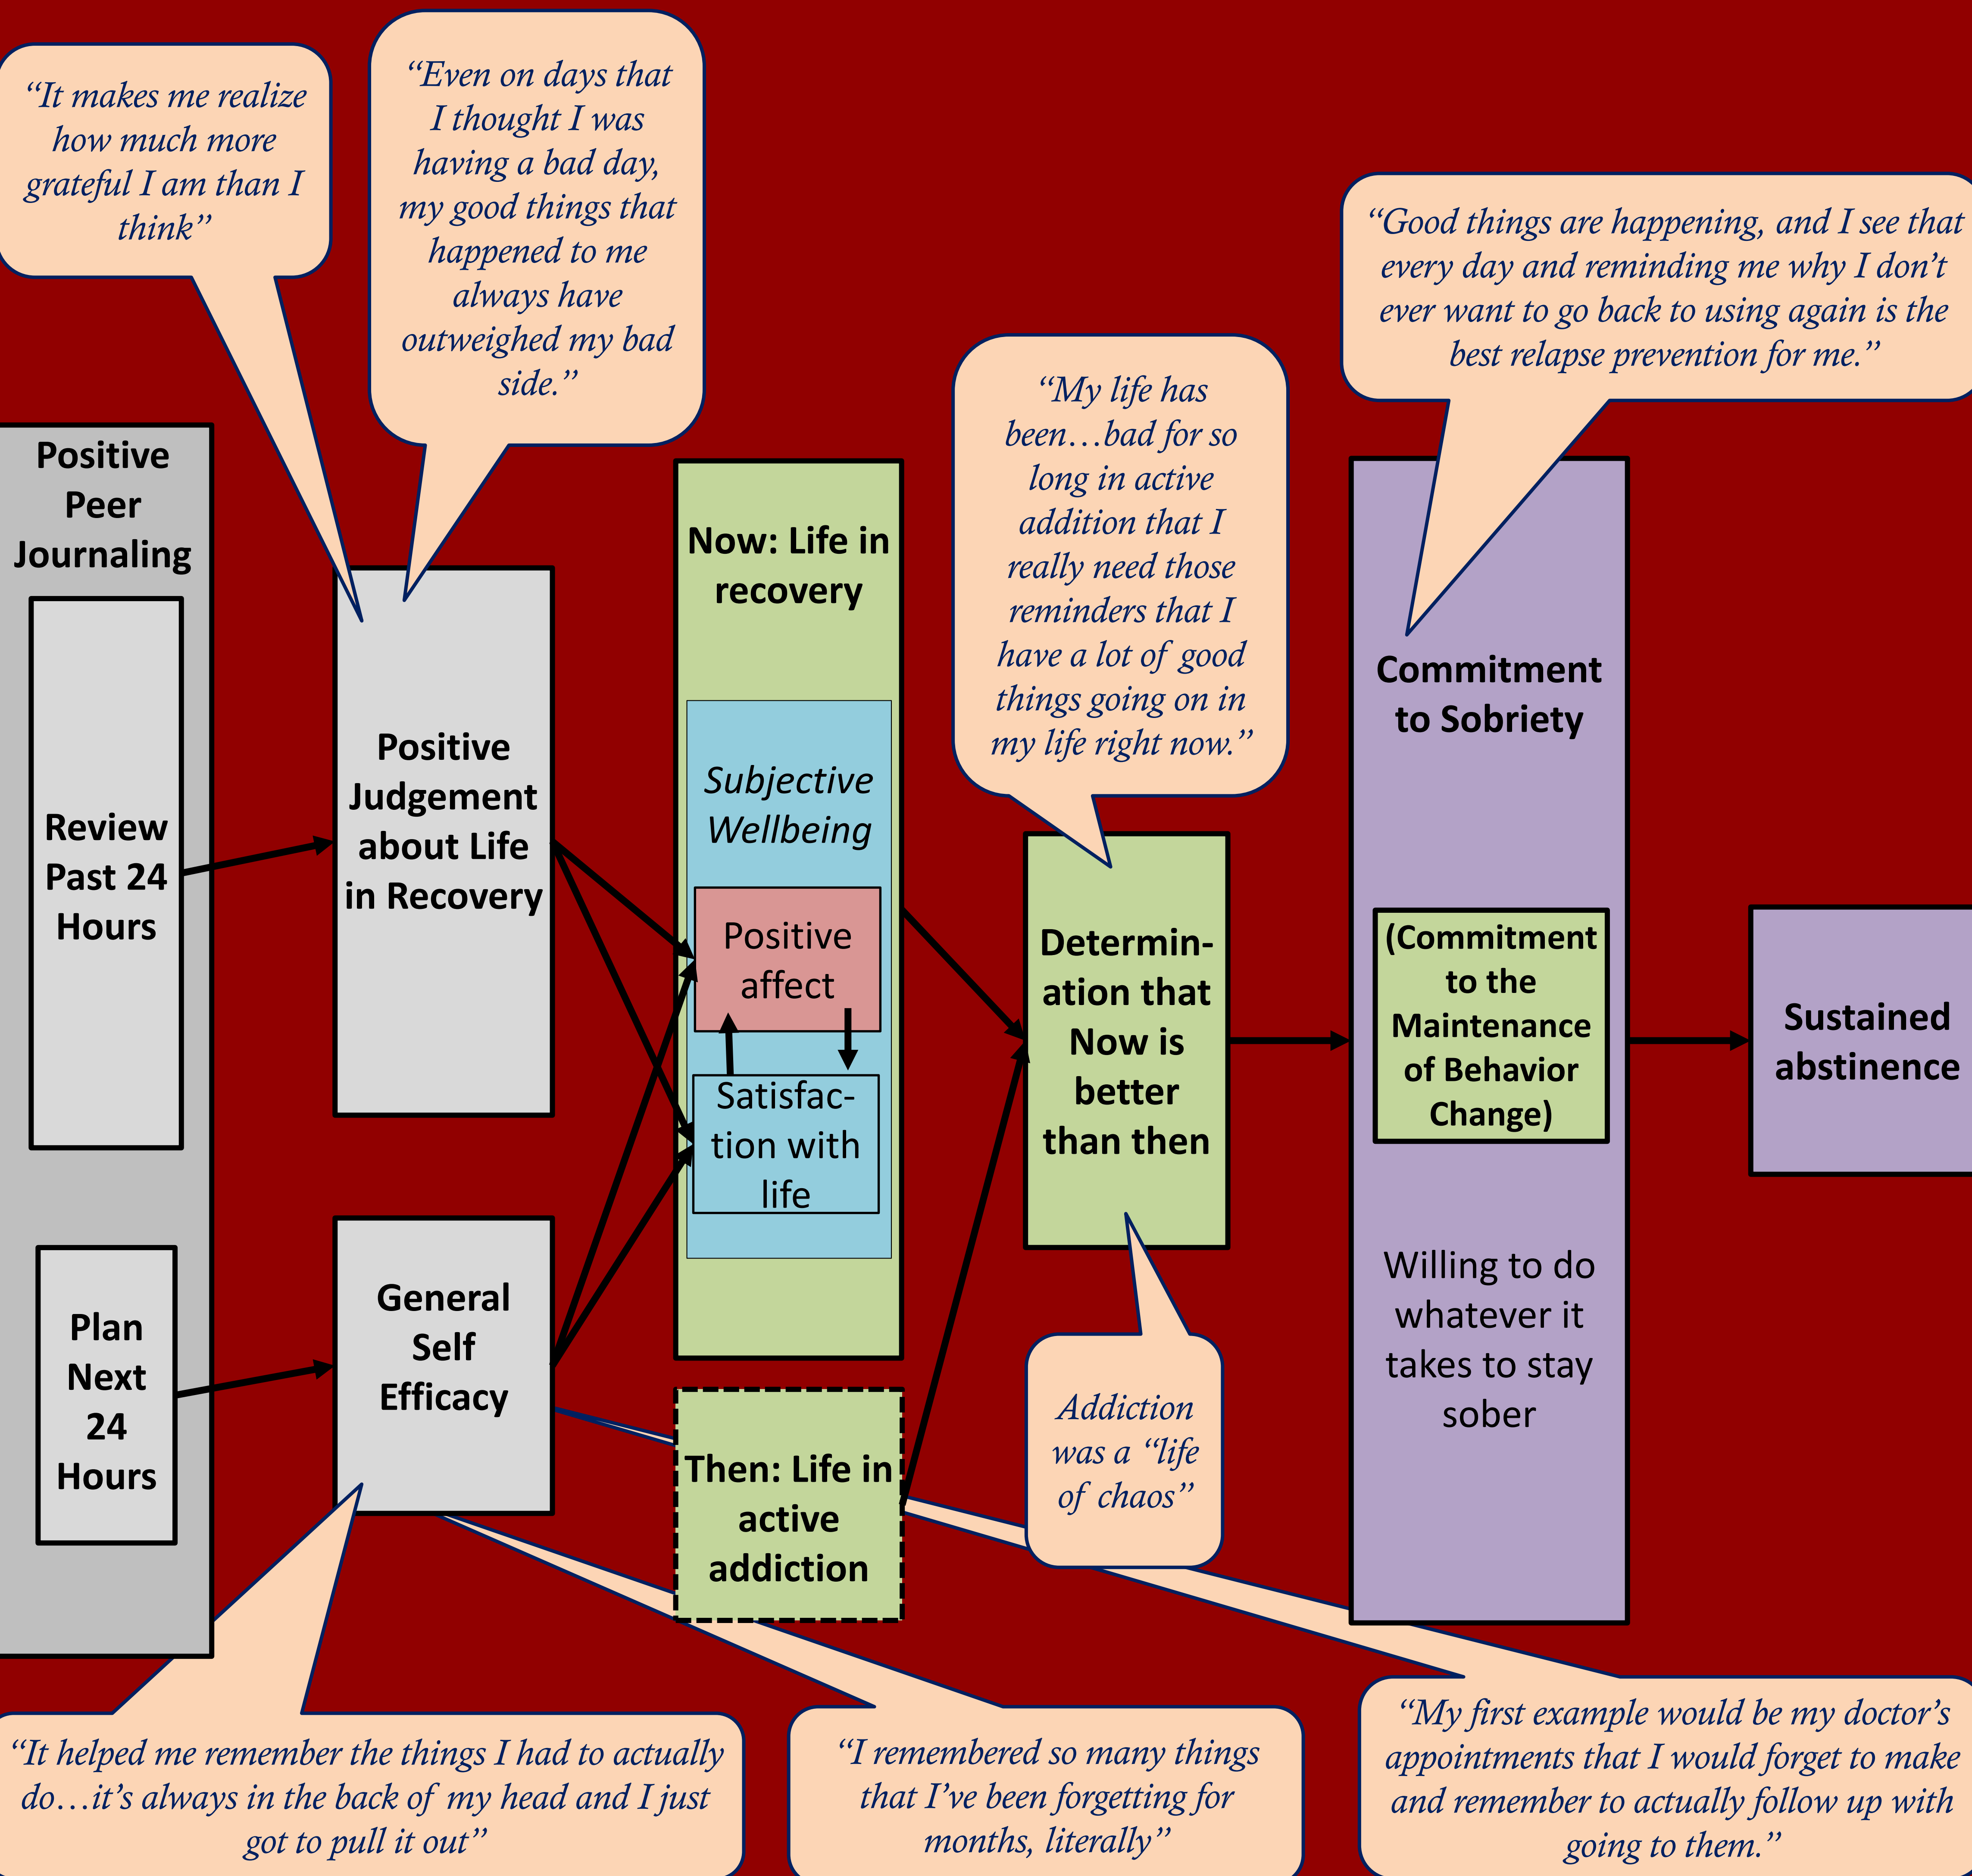 “It makes me realize
how much more
grateful I am than I
think”
“Even on days that
I thought I was
having a bad day,
my good things that
happened to me
always have
outweighed my bad
side.”
“Good things are happening, and I see that
every day and reminding me why I don’t
ever want to go back to using again is the
best relapse prevention for me.”
“My life has
been…bad for so
long in active
addition that I
really need those
reminders that I
have a lot of good
things going on in
my life right now.”
Positive
Peer
Journaling
Review
Past 24
Hours
Plan
Next
24
Hours
Positive
Judgement
about Life
in Recovery
General
Self
Efficacy
Now: Life in
recovery
Subjective
Wellbeing
Positive
affect
Satisfac-
tion with
life
Then: Life in
active
addiction
Determin-
ation that
Now is
better
than then
Addiction
was a “life
of chaos”
Commitment
to Sobriety
(Commitment
to the
Maintenance
of Behavior
Change)
Willing to do
whatever it
takes to stay
sober
Sustained
abstinence
“It helped me remember the things I had to actually
do…it’s always in the back of my head and I just
got to pull it out”
“I remembered so many things
that I’ve been forgetting for
months, literally”
“My first example would be my doctor’s
appointments that I would forget to make
and remember to actually follow up with
going to them.”